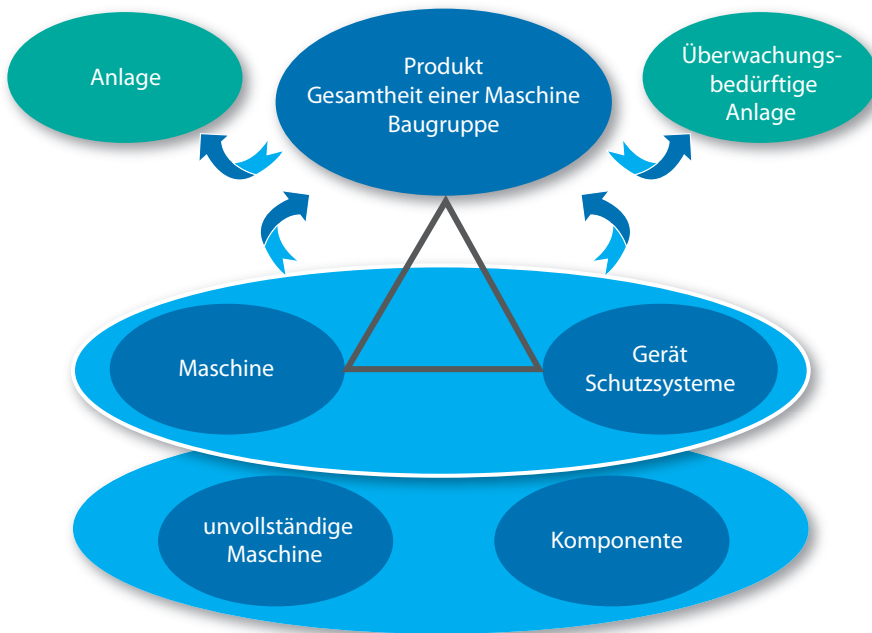 Anlage
Produkt
Gesamtheit einer Maschine
Baugruppe
Überwachungs-
bedürftige
Anlage
Maschine
Gerät
Schutzsysteme
unvollständige
Maschine
Komponente